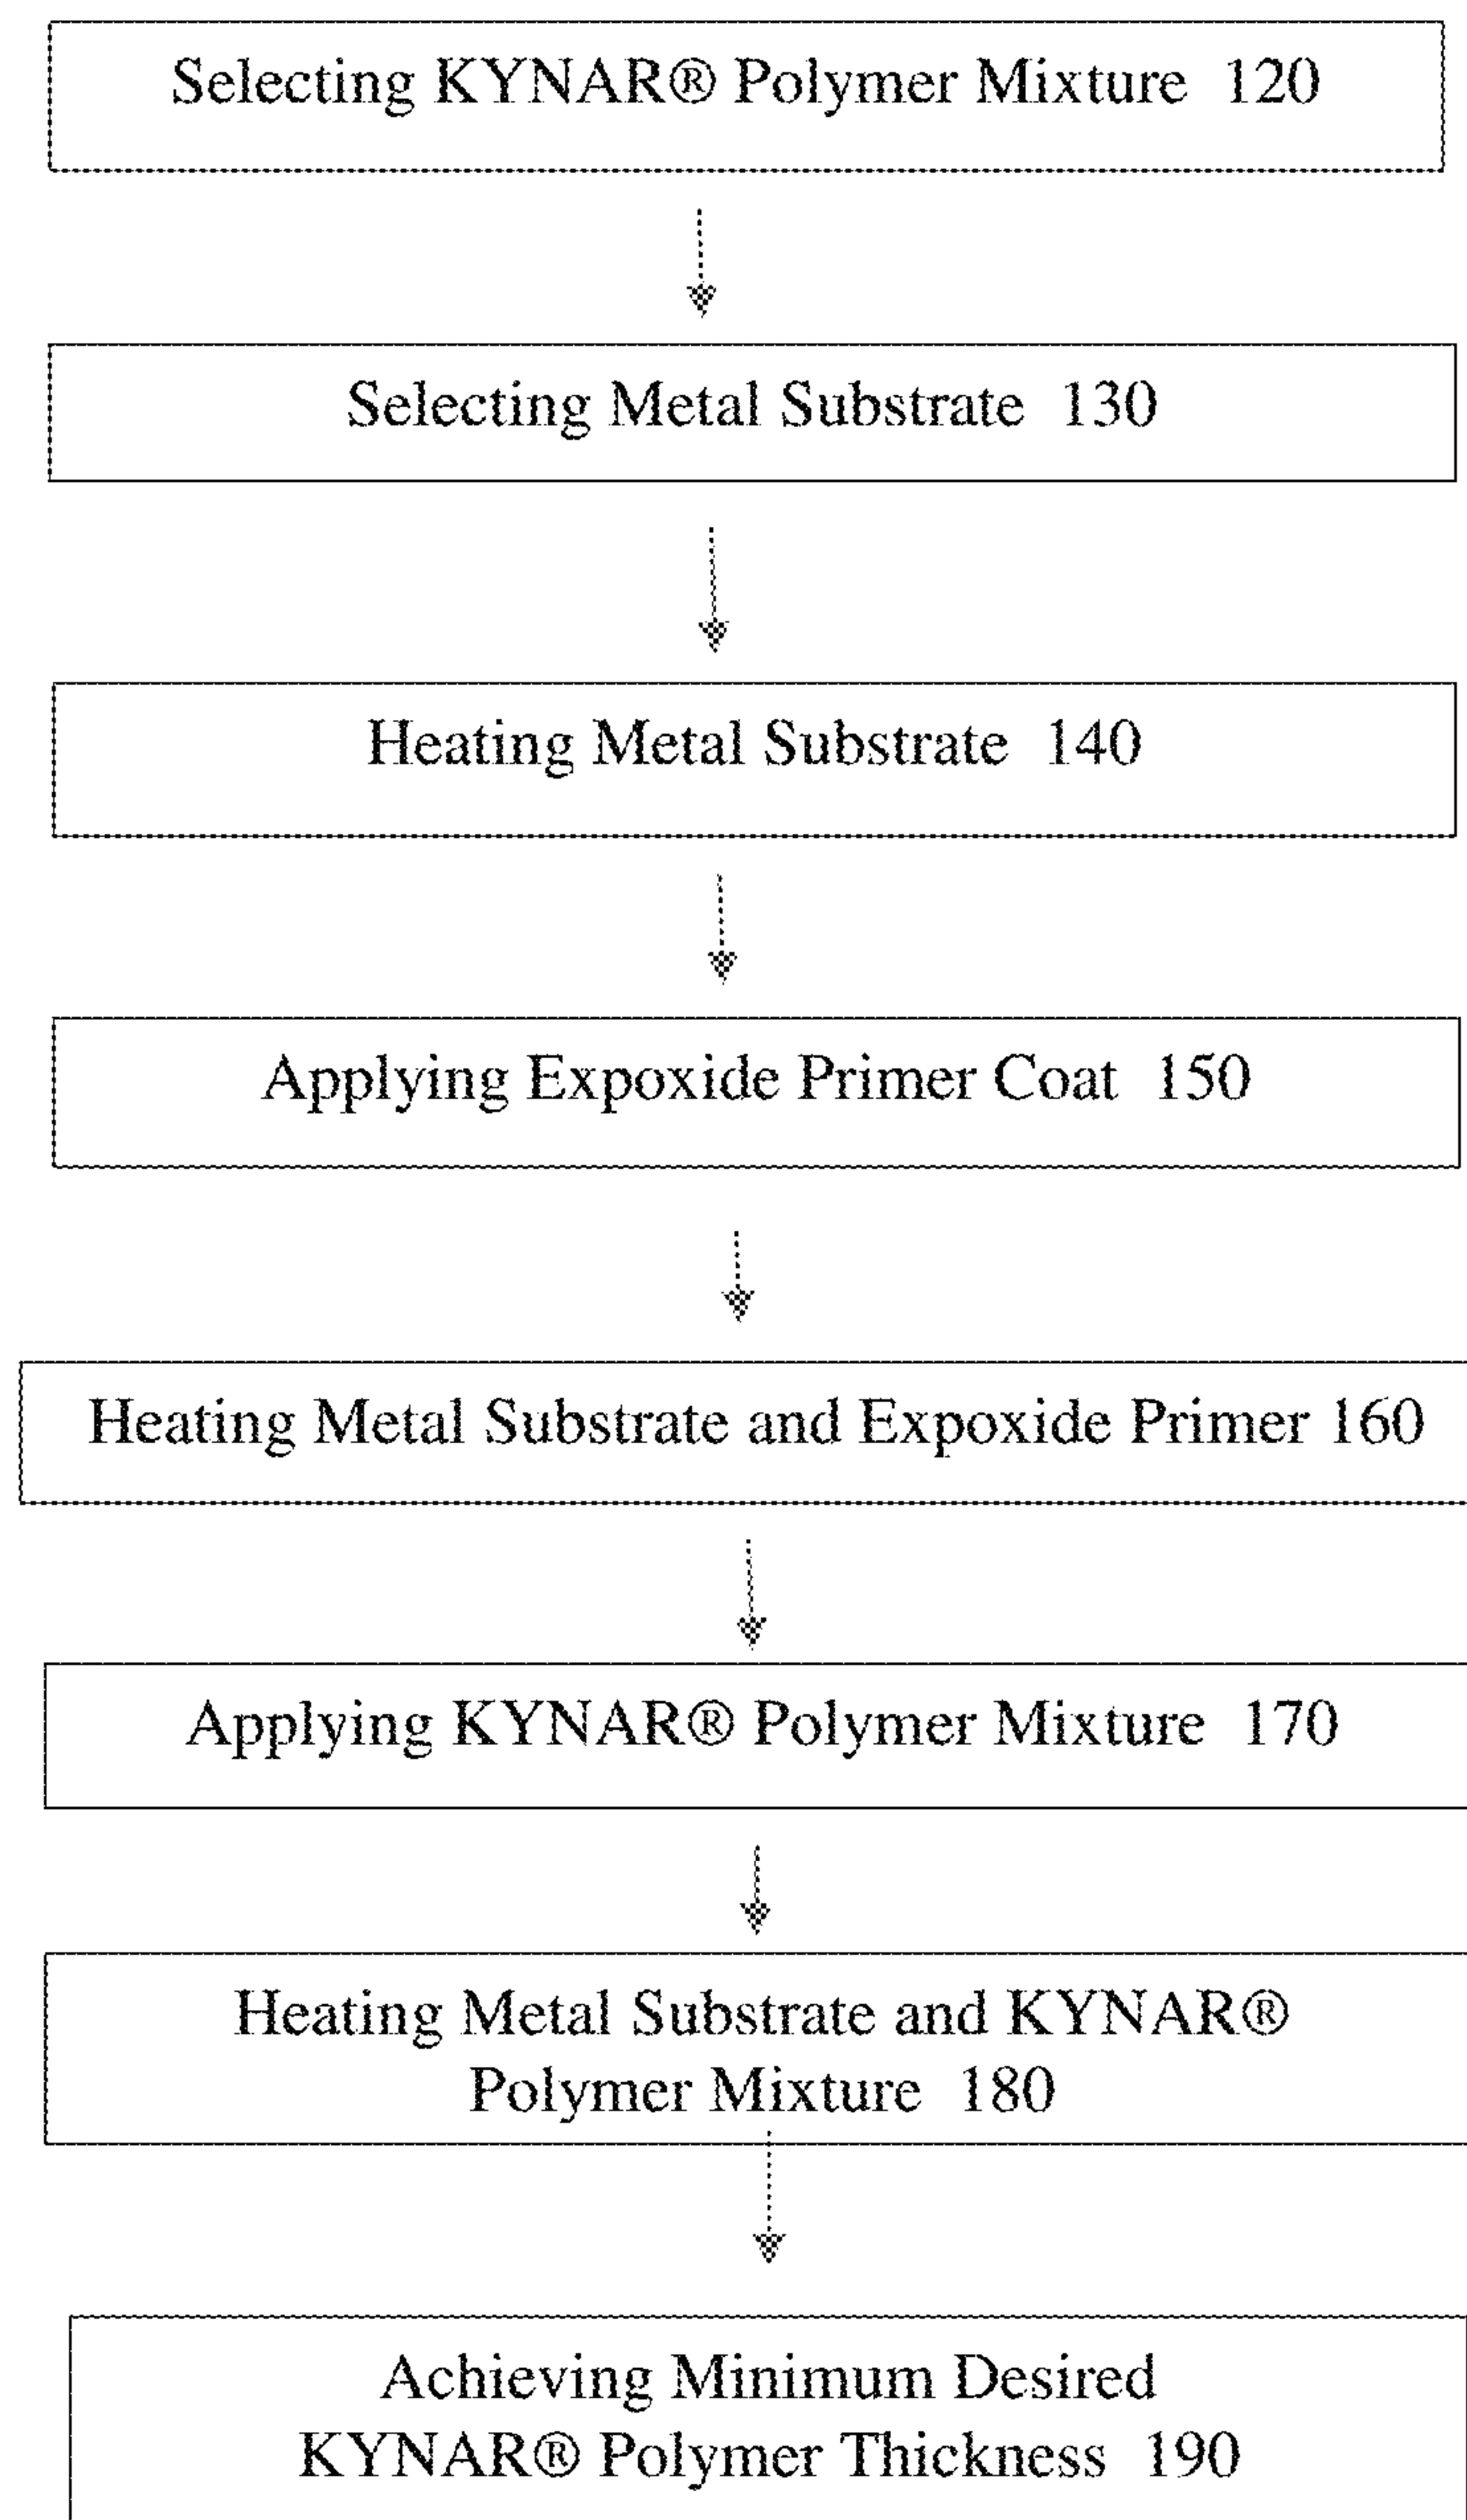 Selecting KYNAR® Polymer Mixture 120
Selecting Metal Substrate 130
Heating Metal Substrate 140
Applying Expoxide Primer Coat 150
Heating Metal Substrate and Expoxide Primer 160
Applying KYNAR® Polymer Mixture 170
Heating Metal Substrate and KYNAR®
Polymer Mixture 180
Achieving Minimum Desired
KYNAR® Polymer Thickness 190